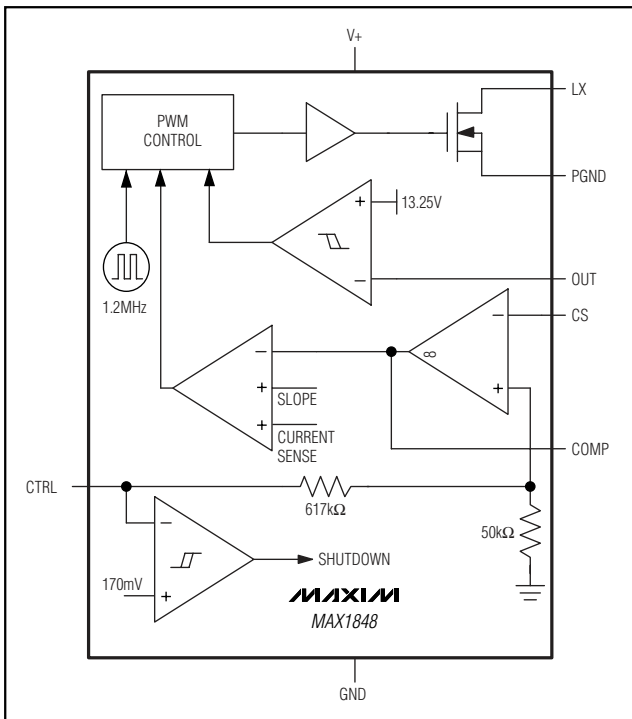 V+
LX
PWM
CONTROL
PGND
+
13.25V
−
OUT
1.2MHz
−
CS
8
−
+
+
SLOPE
+
CURRENT
SENSE
COMP
CTRL
617kΩ
−
50kΩ
SHUTDOWN
170mV
+
MAXIM
MAX1848
GND